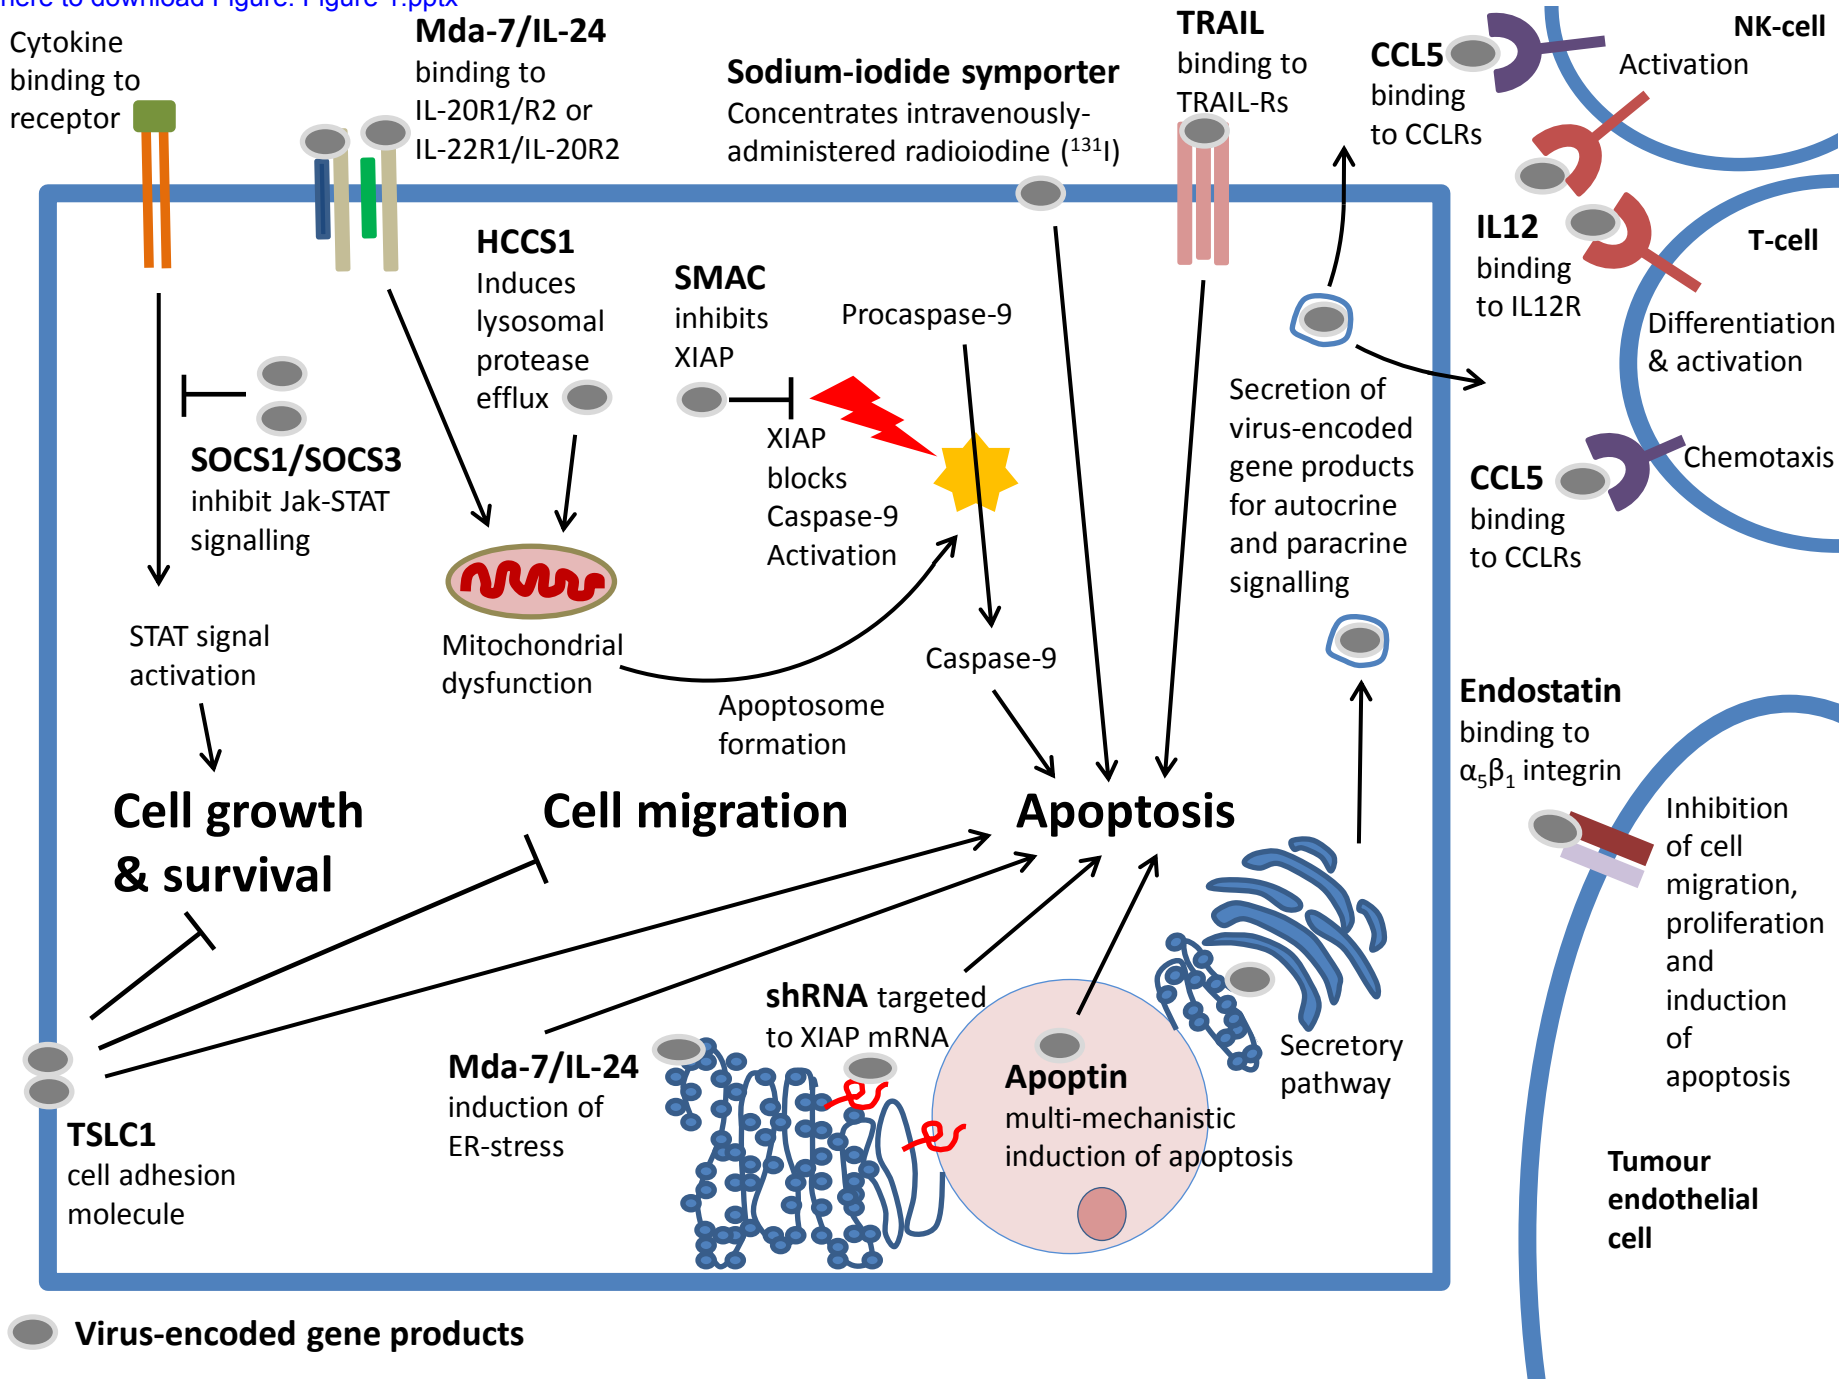 here to download Figure: Figure 1.pptx
Cytokine
binding to
receptor
Mda-7/IL-24
binding to
IL-20R1/R2 or
IL-22R1/IL-20R2
Sodium-iodide symporter
Concentrates intravenously-
administered radioiodine (¹³¹I)
TRAIL
binding to
TRAIL-Rs
CCL5
binding
to CCLRs
NK-cell
Activation
IL12
binding
to IL12R
T-cell
Differentiation
& activation
Chemotaxis
CCL5
binding
to CCLRs
HCCS1
Induces
lysosomal
protease
efflux
SMAC
inhibits
XIAP
Procaspase-9
XIAP
blocks
Caspase-9
Activation
SOCS1/SOCS3
inhibit Jak-STAT
signalling
Secretion of
virus-encoded
gene products
for autocrine
and paracrine
signalling
STAT signal
activation
Mitochondrial
dysfunction
Caspase-9
Apoptosome
formation
Endostatin
binding to
α₅β₁ integrin
Cell growth
& survival
Cell migration
Apoptosis
Inhibition
of cell
migration,
proliferation
and
induction
of
apoptosis
shRNA targeted
to XIAP mRNA
Mda-7/IL-24
induction of
ER-stress
Apoptin
multi-mechanistic
induction of apoptosis
Secretory
pathway
TSLC1
cell adhesion
molecule
Tumour
endothelial
cell
Virus-encoded gene products